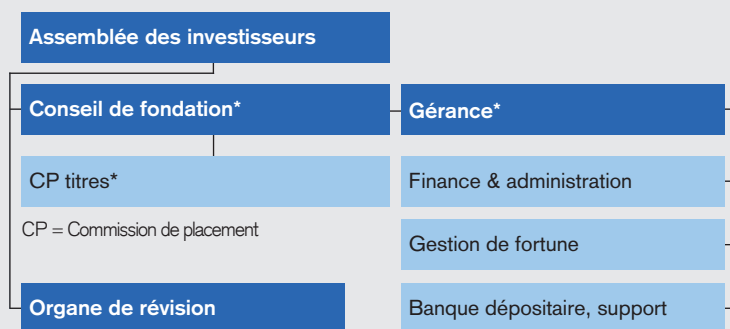 Assemblée des investisseurs
Conseil de fondation*
Gérance*
CP titres*
Finance & administration
CP = Commission de placement
Gestion de fortune
Organe de révision
Banque dépositaire, support